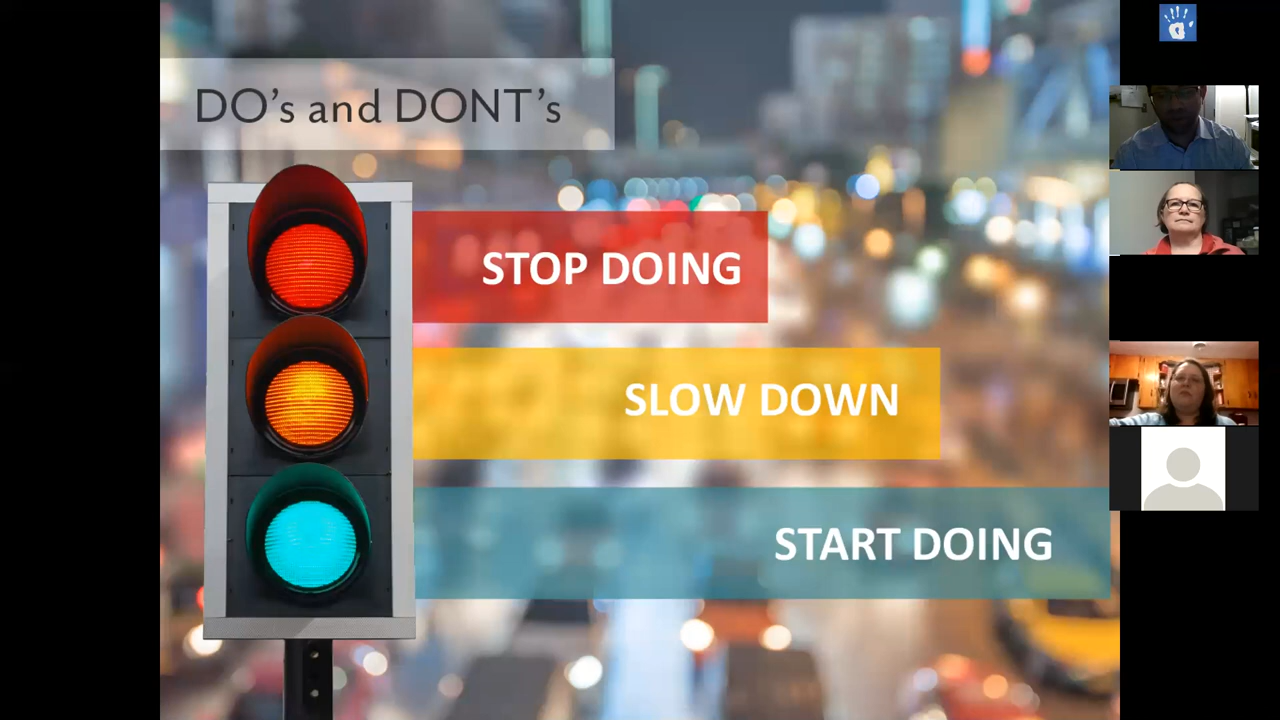 DO’s and DONT’s
STOP DOING
SLOW DOWN
START DOING